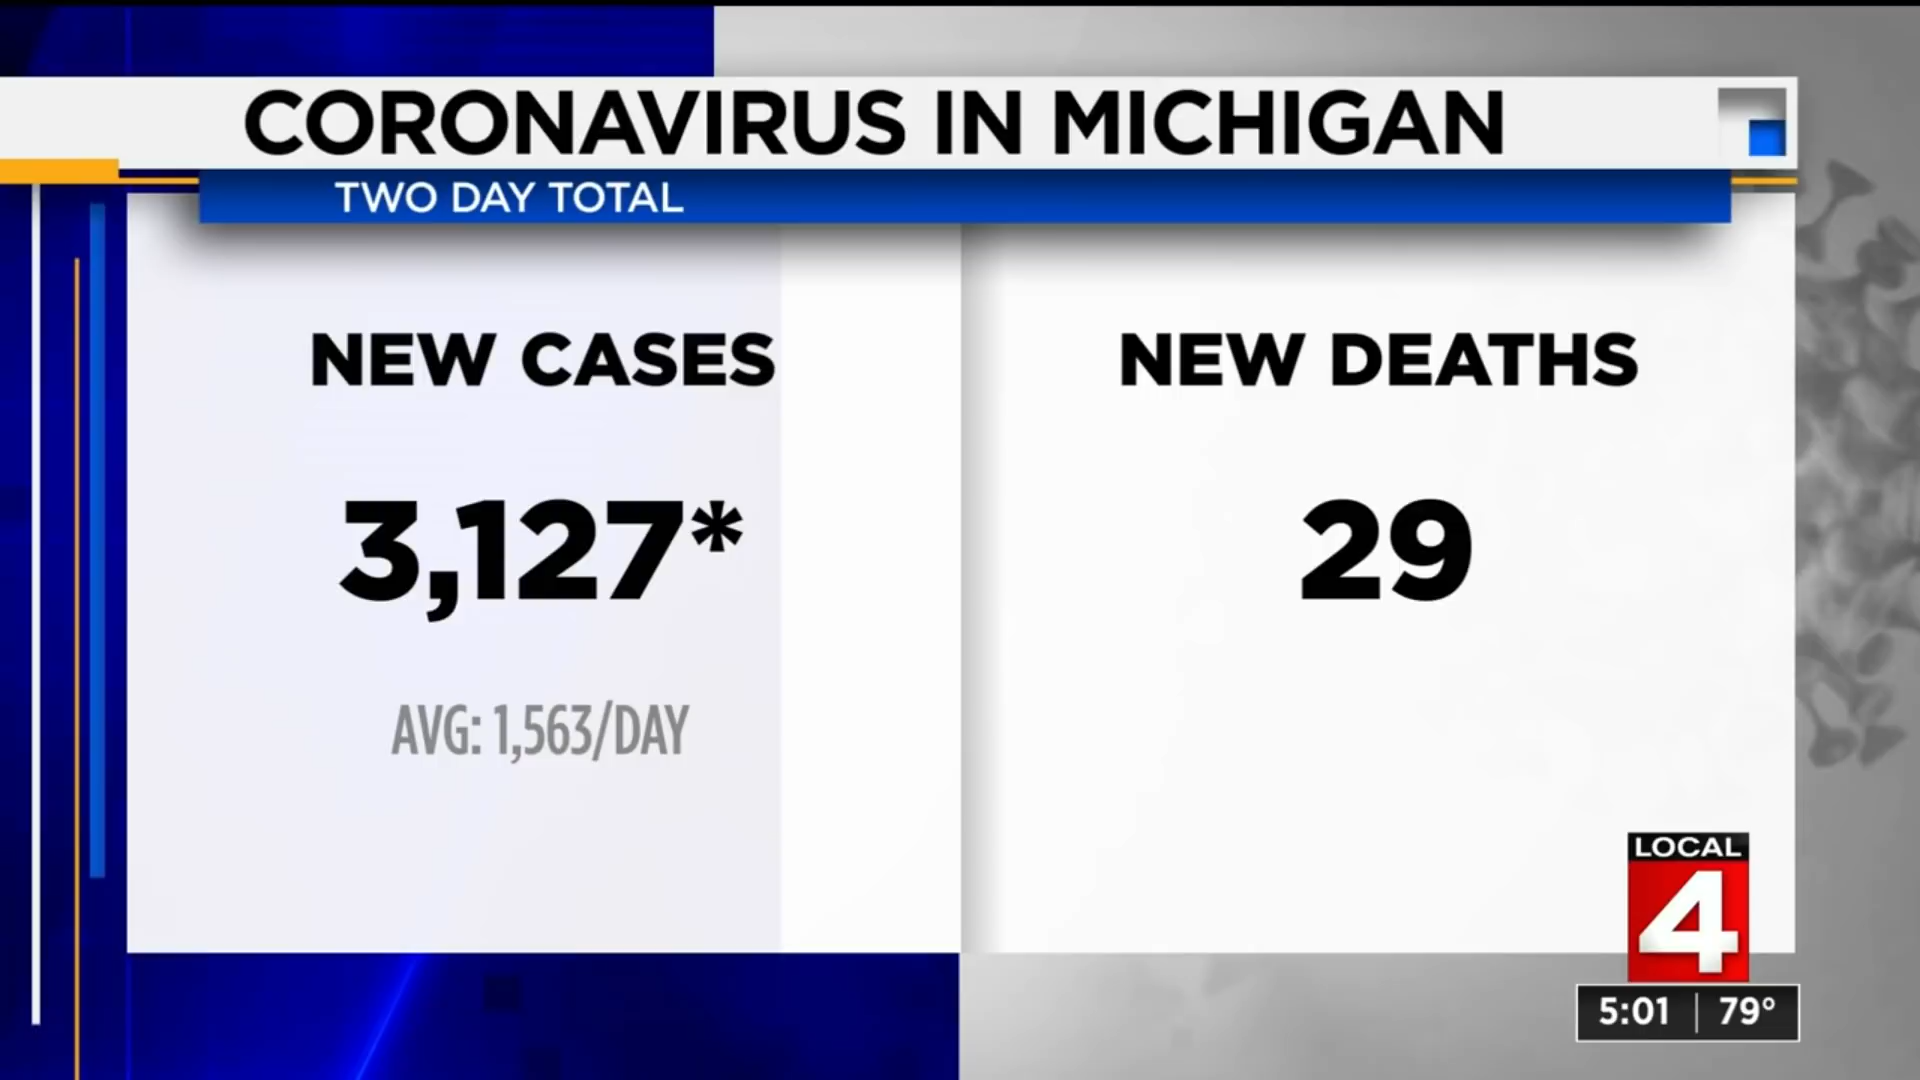 CORONAVIRUS IN MICHIGAN
TWO DAY TOTAL
NEW CASES
3,127*
AVG: 1,563/DAY
NEW DEATHS
29
LOCAL
4
5:01 | 79°